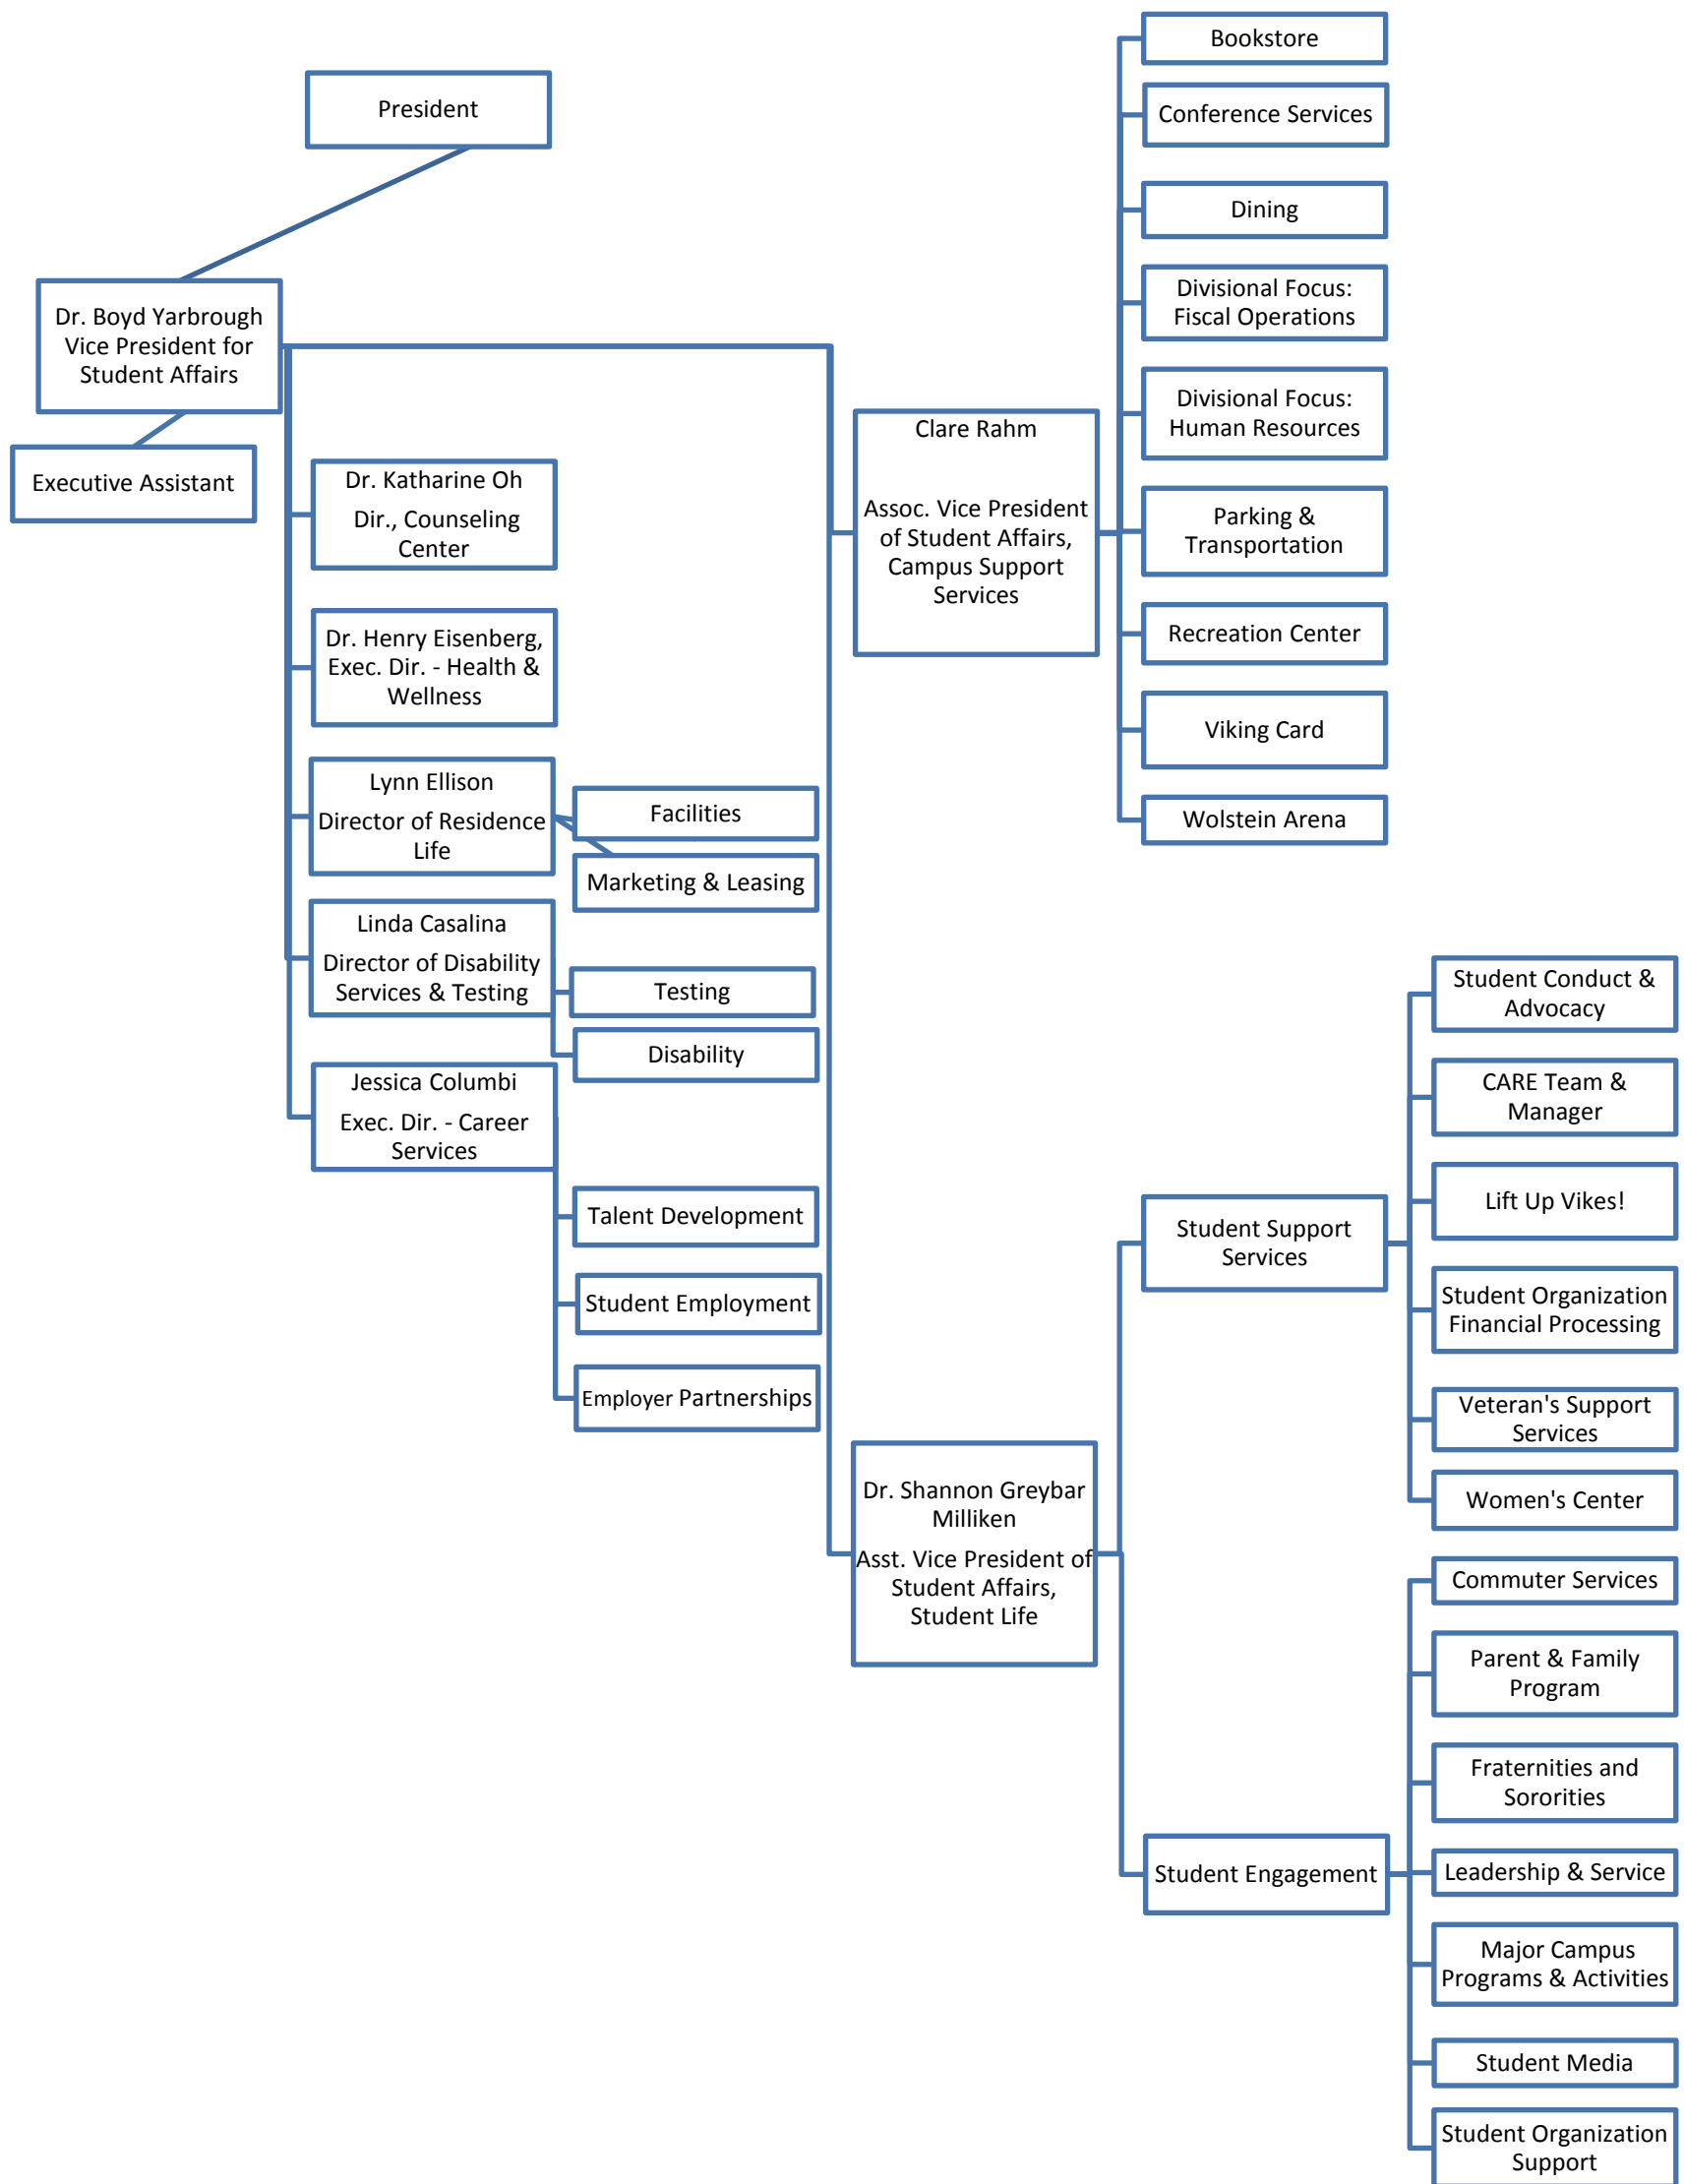 President
Dr. Boyd Yarbrough
Vice President for
Student Affairs
Executive Assistant
Dr. Katharine Oh
Dir., Counseling
Center
Dr. Henry Eisenberg,
Exec. Dir. - Health &
Wellness
Lynn Ellison
Director of Residence
Life
Facilities
Marketing & Leasing
Linda Casalina
Director of Disability
Services & Testing
Testing
Disability
Jessica Columbi
Exec. Dir. - Career
Services
Talent Development
Student Employment
Employer Partnerships
Clare Rahm
Assoc. Vice President
of Student Affairs,
Campus Support
Services
Bookstore
Conference Services
Dining
Divisional Focus:
Fiscal Operations
Divisional Focus:
Human Resources
Parking &
Transportation
Recreation Center
Viking Card
Wolstein Arena
Dr. Shannon Greybar
Milliken
Asst. Vice President of
Student Affairs,
Student Life
Student Support
Services
Student Conduct &
Advocacy
CARE Team &
Manager
Lift Up Vikes!
Student Organization
Financial Processing
Veteran's Support
Services
Women's Center
Student Engagement
Commuter Services
Parent & Family
Program
Fraternities and
Sororities
Leadership & Service
Major Campus
Programs & Activities
Student Media
Student Organization
Support